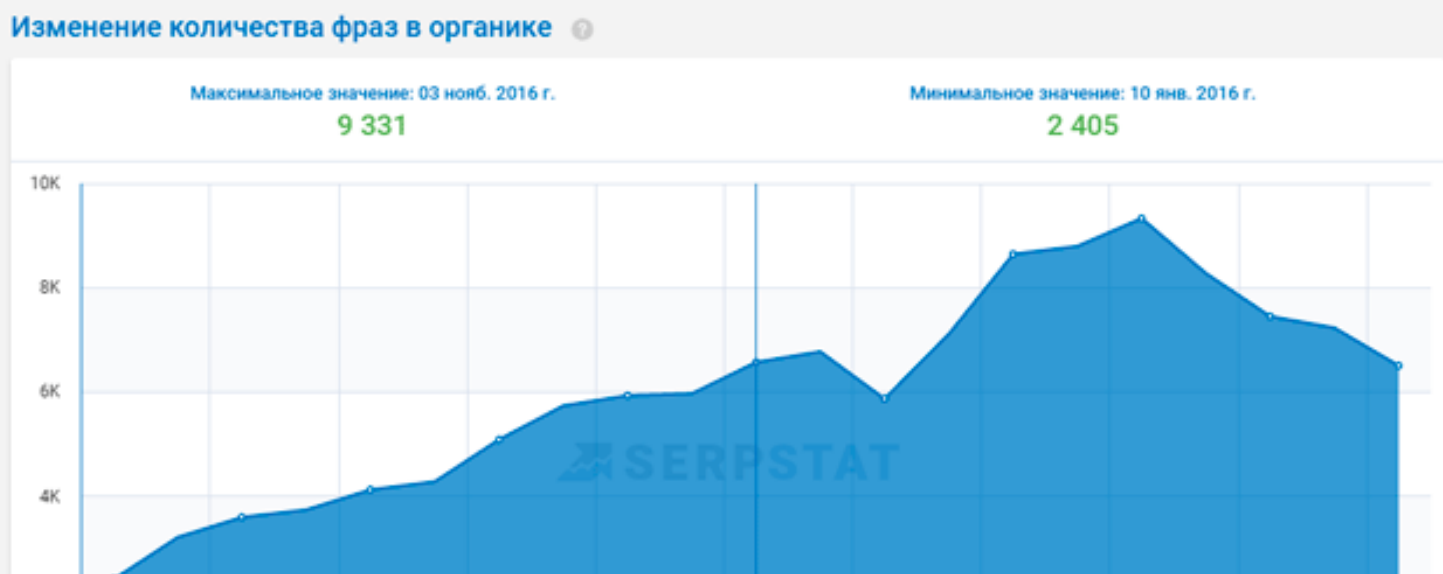 Изменение количества фраз в органике ?
Максимальное значение: 03 нояб. 2016 г.
9 331
Минимальное значение: 10 янв. 2016 г.
2 405
10K
8K
6K
4K
SERPSTAT